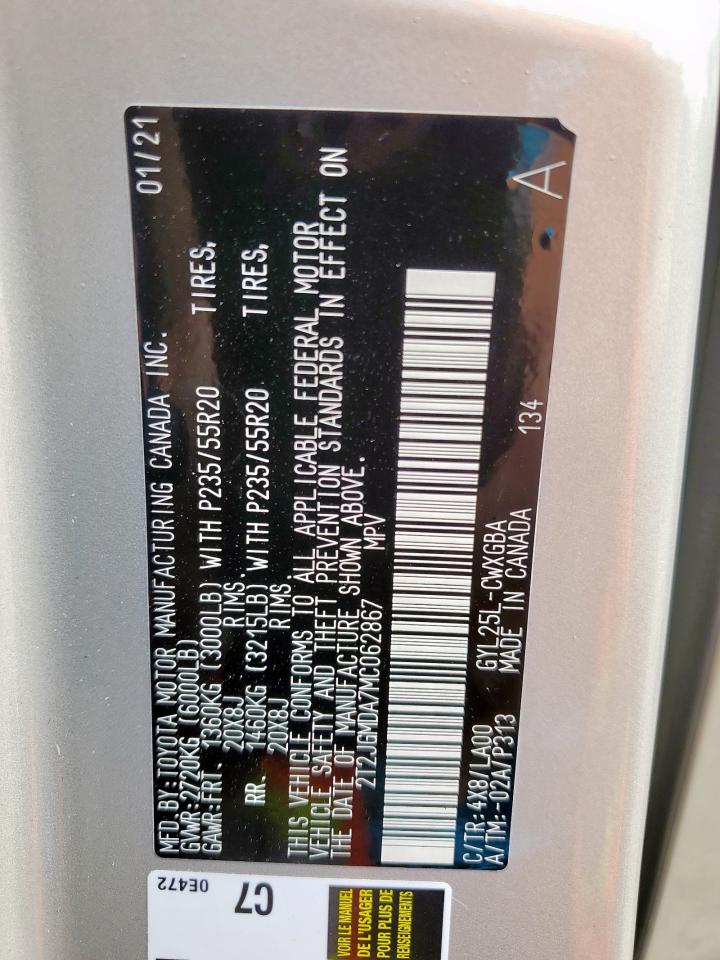 MFD.BY:TOYOTA MOTOR MANUFACTURING CANADA INC. 01/21
GVWR:2720KG (6000LB)
GAWR:FRT. 1360KG (3000LB) WITH P235/55R20 TIRES,
20X8J RIMS.
RR. 1460KG (3215LB) WITH P235/55R20 TIRES,
20X8J RIMS.
THIS VEHICLE CONFORMS TO ALL APPLICABLE FEDERAL MOTOR
VEHICLE SAFETY AND THEFT PREVENTION STANDARDS IN EFFECT ON
THE DATE OF MANUFACTURE SHOWN ABOVE.
2T2JGMDA7MC062867 MPV
C/TR:4X8/LA00 GYL25L-CWXGBA
A/TM:-02A/P313 MADE IN CANADA 134
A
0E472
C7
VOIR LE MANUEL
DE L'USAGER
POUR PLUS DE
RENSEIGNEMENTS